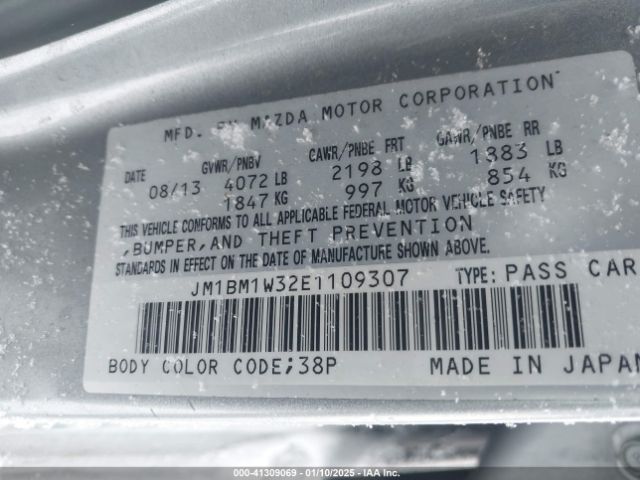 MFD. BY MAZDA MOTOR CORPORATION
DATE GVWR/PNBV GAWR/PNBE FRT GAWR/PNBE RR
08/13 4072 LB 2198 LB 1883 LB
1847 KG 997 KG 854 KG
THIS VEHICLE CONFORMS TO ALL APPLICABLE FEDERAL MOTOR VEHICLE SAFETY
,BUMPER,AND THEFT PREVENTION
STANDARDS IN EFFECT ON THE DATE OF MANUFACTURE SHOWN ABOVE.
JM1BM1W32E1109307 TYPE: PASS CAR
BODY COLOR CODE;38P MADE IN JAPAN
000-41309069 - 01/10/2025 - IAA Inc.